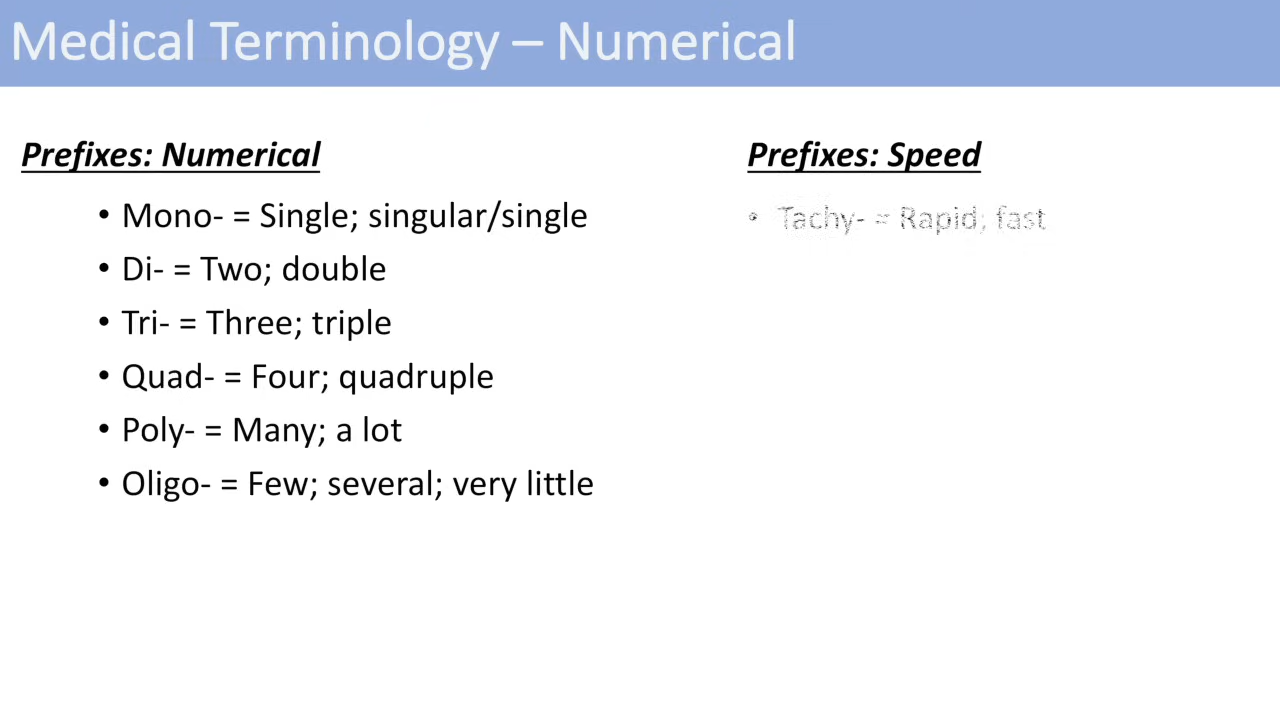 Medical Terminology – Numerical
Prefixes: Numerical
• Mono- = Single; singular/single
• Di- = Two; double
• Tri- = Three; triple
• Quad- = Four; quadruple
• Poly- = Many; a lot
• Oligo- = Few; several; very little
Prefixes: Speed
• Tachy- = Rapid; fast